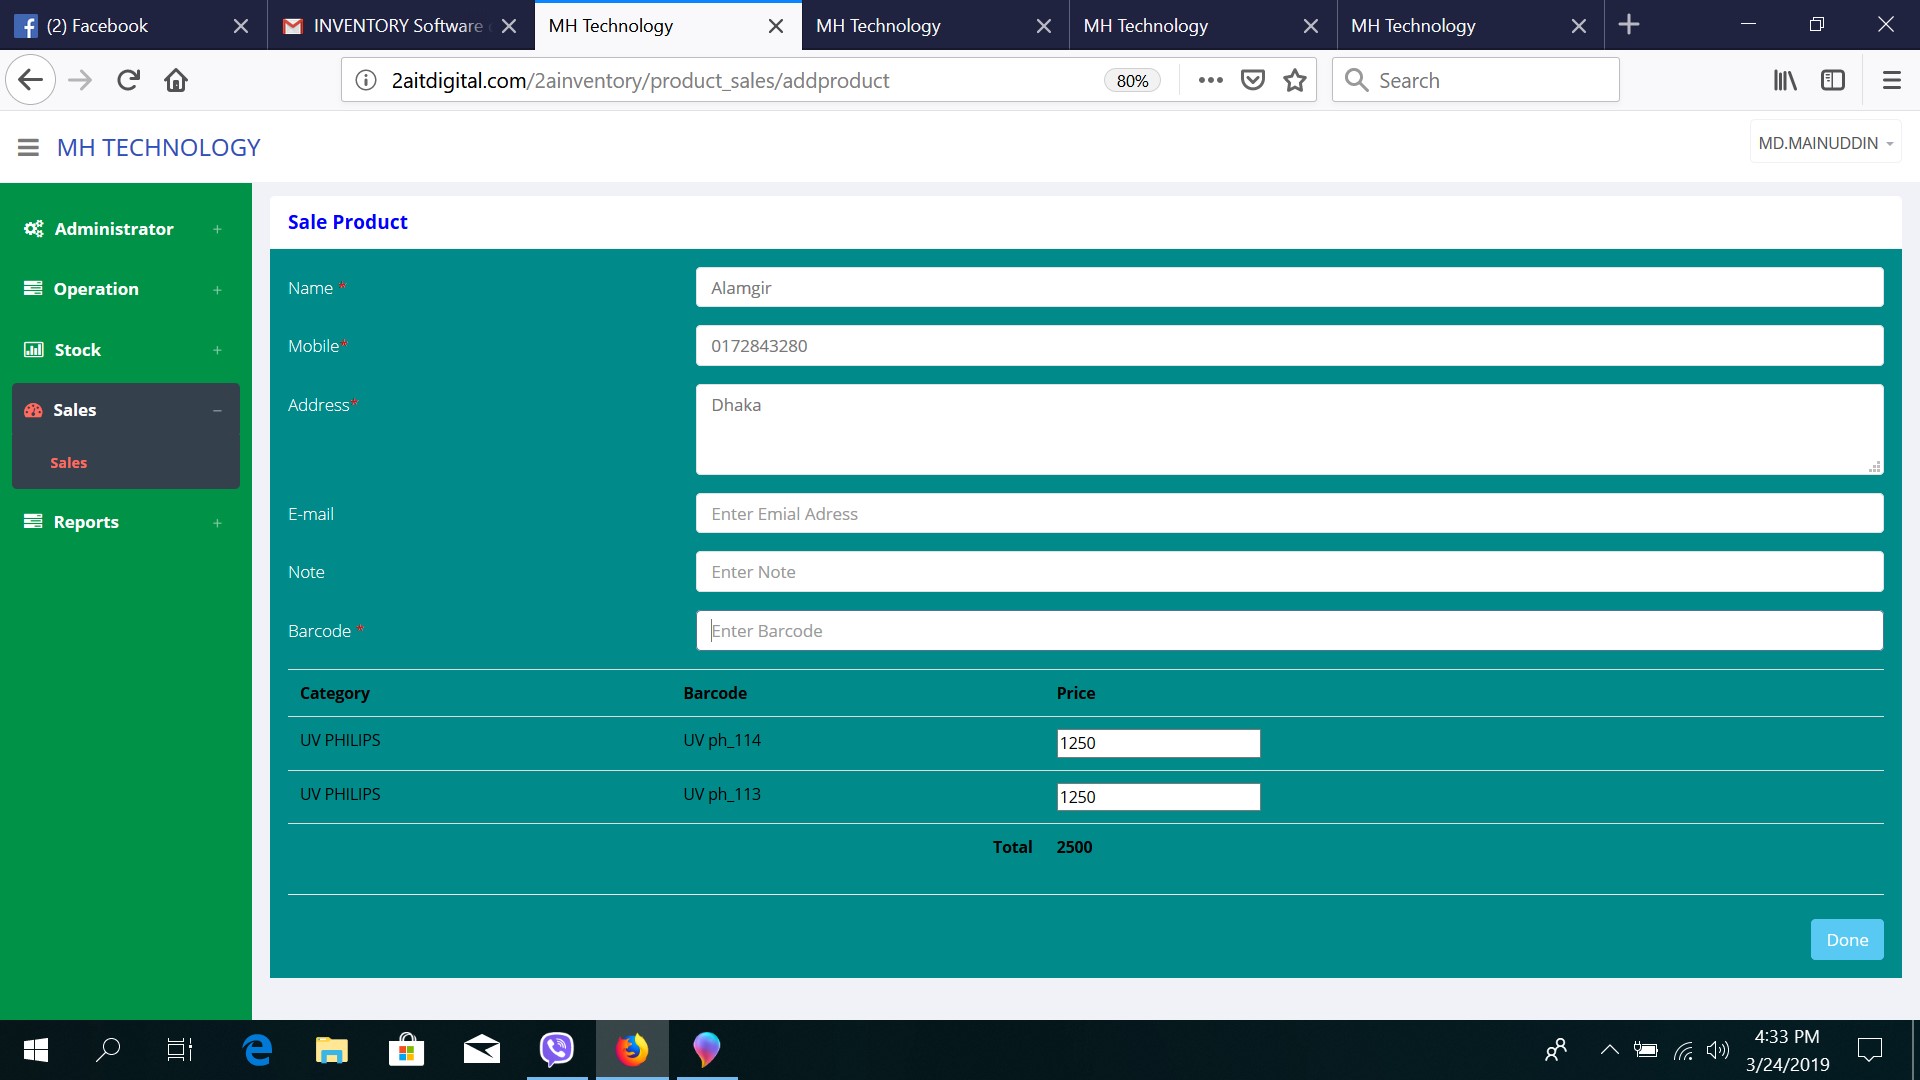 (2) Facebook
INVENTORY Software
MH Technology
MH Technology
MH Technology
MH Technology
2aitdigital.com/2ainventory/product_sales/addproduct
80%
Search
MH TECHNOLOGY
MD.MAINUDDIN
Administrator +
Operation +
Stock +
Sales −
Sales
Reports +
Sale Product
Name * Alamgir
Mobile* 0172843280
Address* Dhaka
E-mail Enter Emial Adress
Note Enter Note
Barcode * Enter Barcode
Category Barcode Price
UV PHILIPS UV ph_114 1250
UV PHILIPS UV ph_113 1250
Total 2500
Done
4:33 PM
3/24/2019